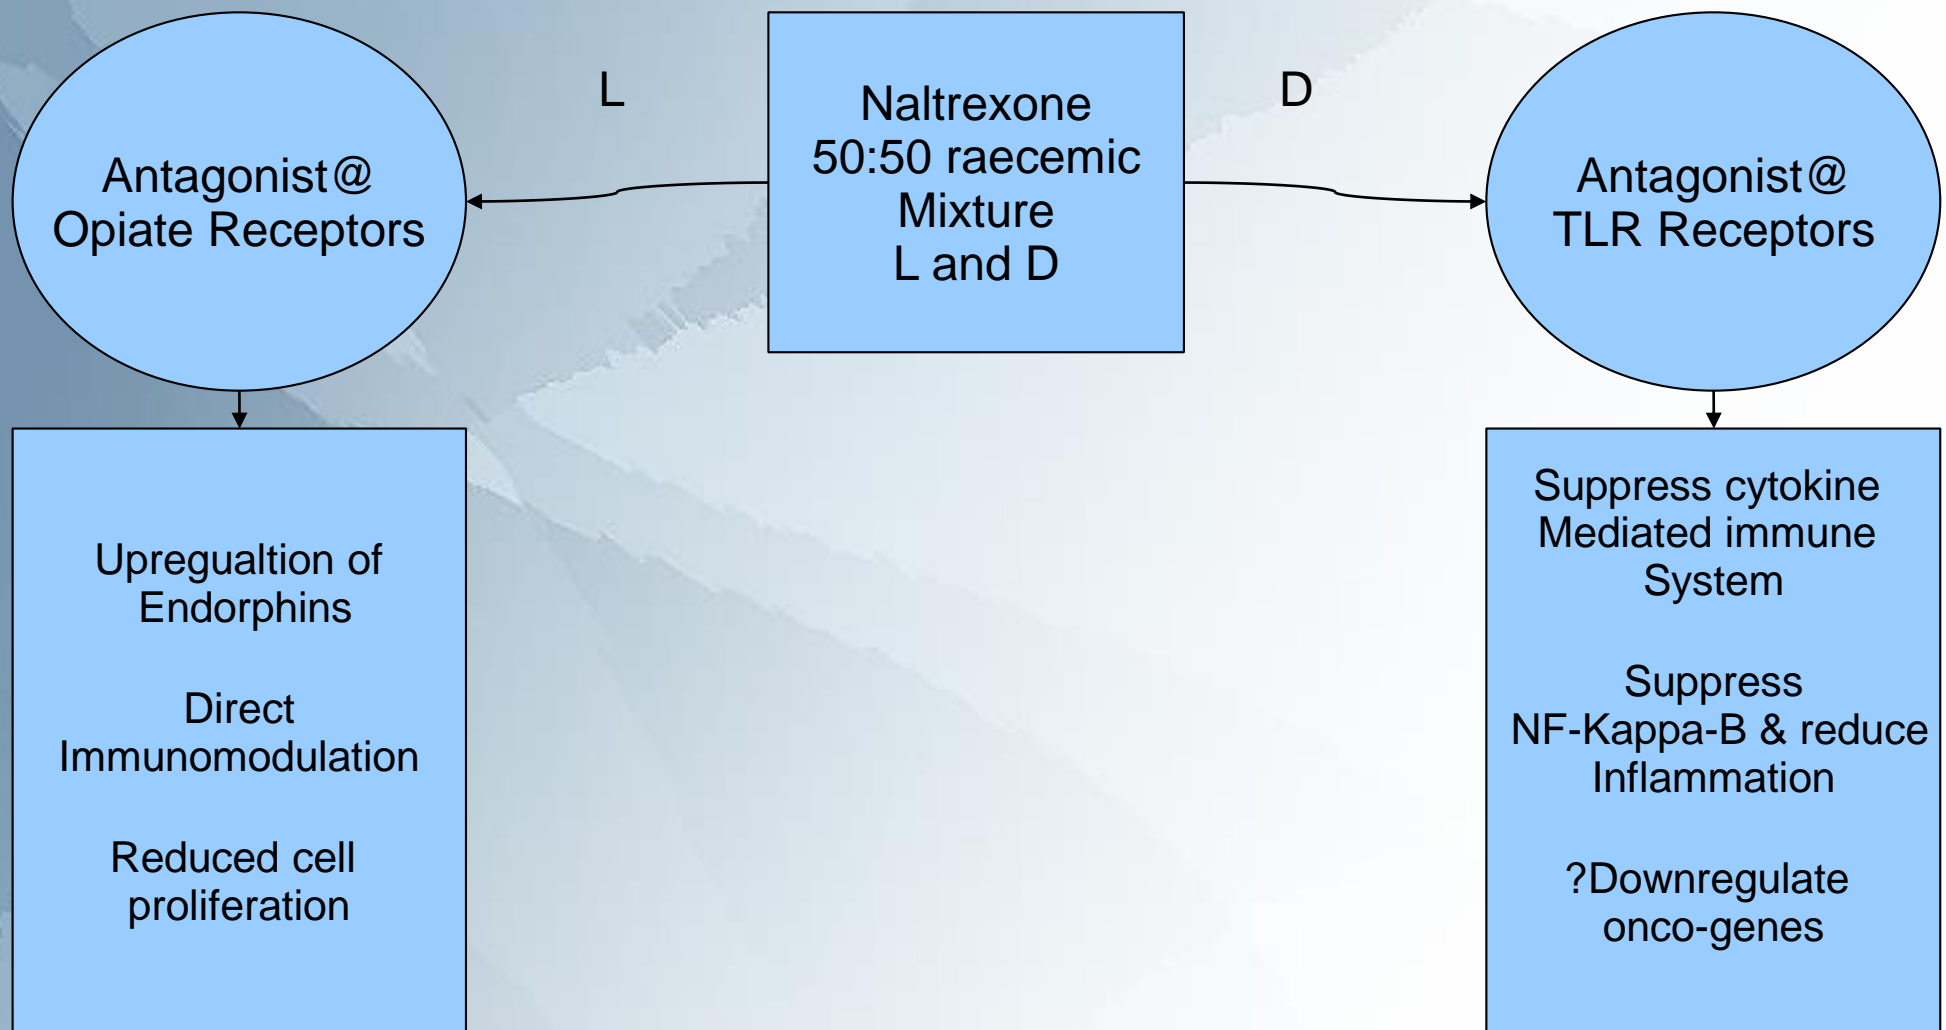 L
D
Naltrexone
50:50 raecemic
Mixture
L and D
Antagonist@
Opiate Receptors
Antagonist@
TLR Receptors
Upregualtion of
Endorphins
Direct
Immunomodulation
Reduced cell
proliferation
Suppress cytokine
Mediated immune
System
Suppress
NF-Kappa-B & reduce
Inflammation
?Downregulate
onco-genes